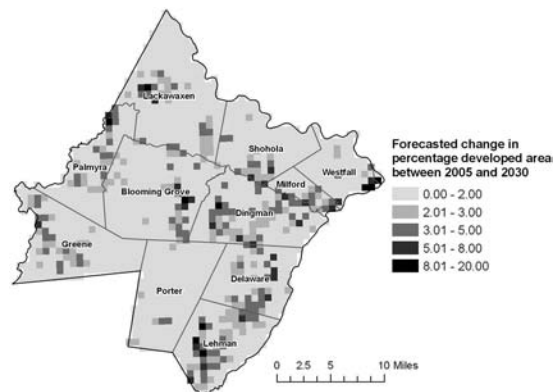 Lackawaxen
Shohola
Palmyra
Blooming Grove
Milford
Westfall
Dingman
Greene
Delaware
Porter
Lehman
Forecasted change in
percentage developed area
between 2005 and 2030
0.00 - 2.00
2.01 - 3.00
3.01 - 5.00
5.01 - 8.00
8.01 - 20.00
0 2.5 5 10 Miles